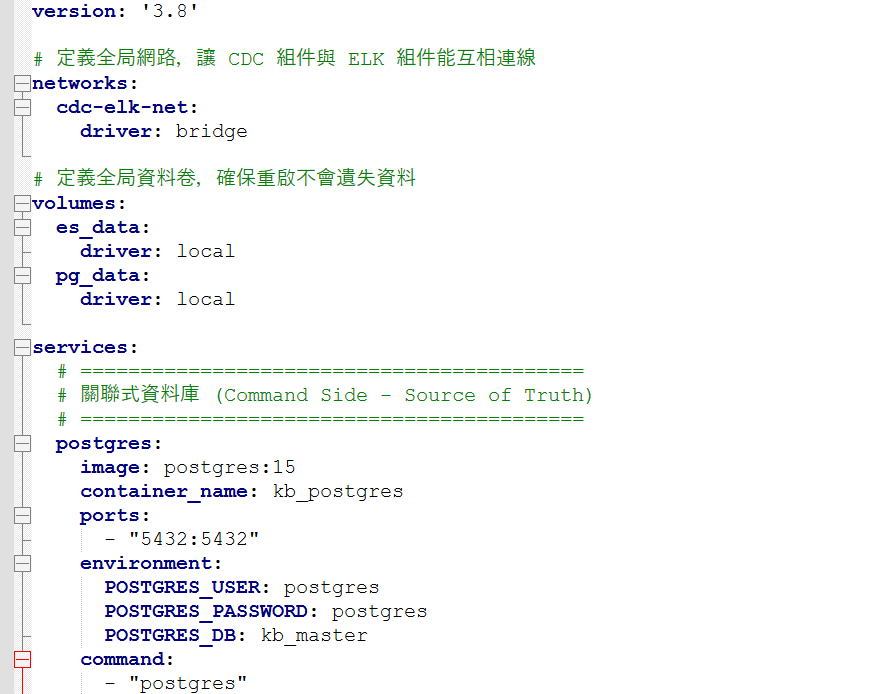 version: '3.8'
# 定義全局網路, 讓 CDC 組件與 ELK 組件能互相連線
networks:
cdc-elk-net:
driver: bridge
# 定義全局資料卷, 確保重啟不會遺失資料
volumes:
es_data:
driver: local
pg_data:
driver: local
services:
# ==========================================
# 關聯式資料庫 (Command Side - Source of Truth)
# ==========================================
postgres:
image: postgres:15
container_name: kb_postgres
ports:
- "5432:5432"
environment:
POSTGRES_USER: postgres
POSTGRES_PASSWORD: postgres
POSTGRES_DB: kb_master
command:
- "postgres"